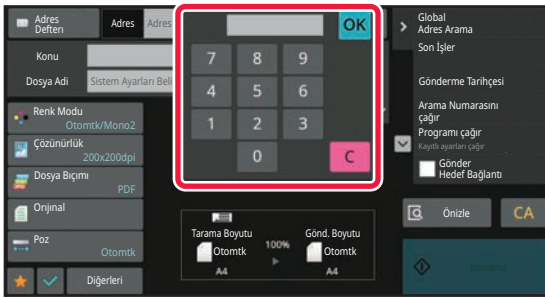 Adres
Defteri
Adres
Adres
OK
Global
Adres Arama
Son İşler
Konu
7 8 9
Dosya Adi
Sistem Ayarları Beli
4 5 6
Gönderme Tarihçesi
Renk Modu
Otomtk/Mono2
1 2 3
Arama Numarasını
çağır
Programı çağır
Kayıtlı ayarları çağır
Çözünürlük
200x200dpi
0 C
Gönder
Hedef Bağlantı
Dosya Bıçımı
PDF
Orıjınal
Önizle
CA
Tarama Boyutu
Otomtk
A4
100%
Gönd. Boyutu
Otomtk
A4
Poz
Otomtk
Diğerleri